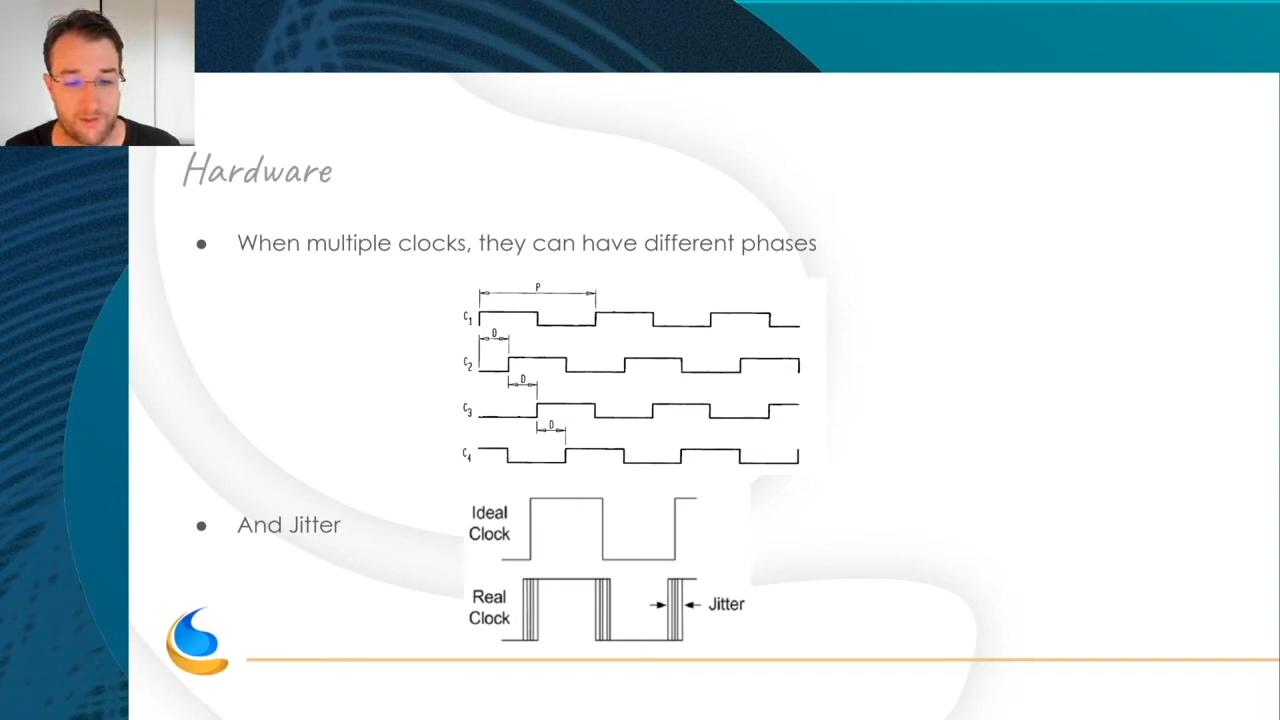 Hardware
● When multiple clocks, they can have different phases
P
C1
D
C2
D
C3
D
C4
● And Jitter
Ideal
Clock
Real
Clock
Jitter